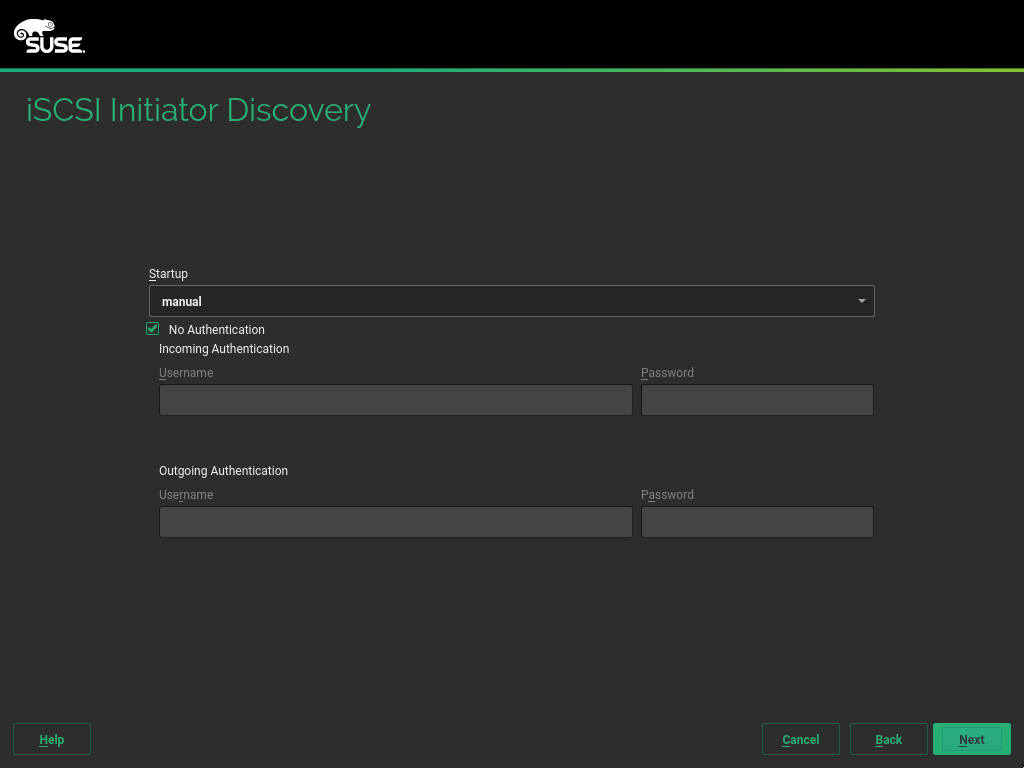 SUSE.
iSCSI Initiator Discovery
Startup
manual
No Authentication
Incoming Authentication
Username Password
Outgoing Authentication
Username Password
Help Cancel Back Next